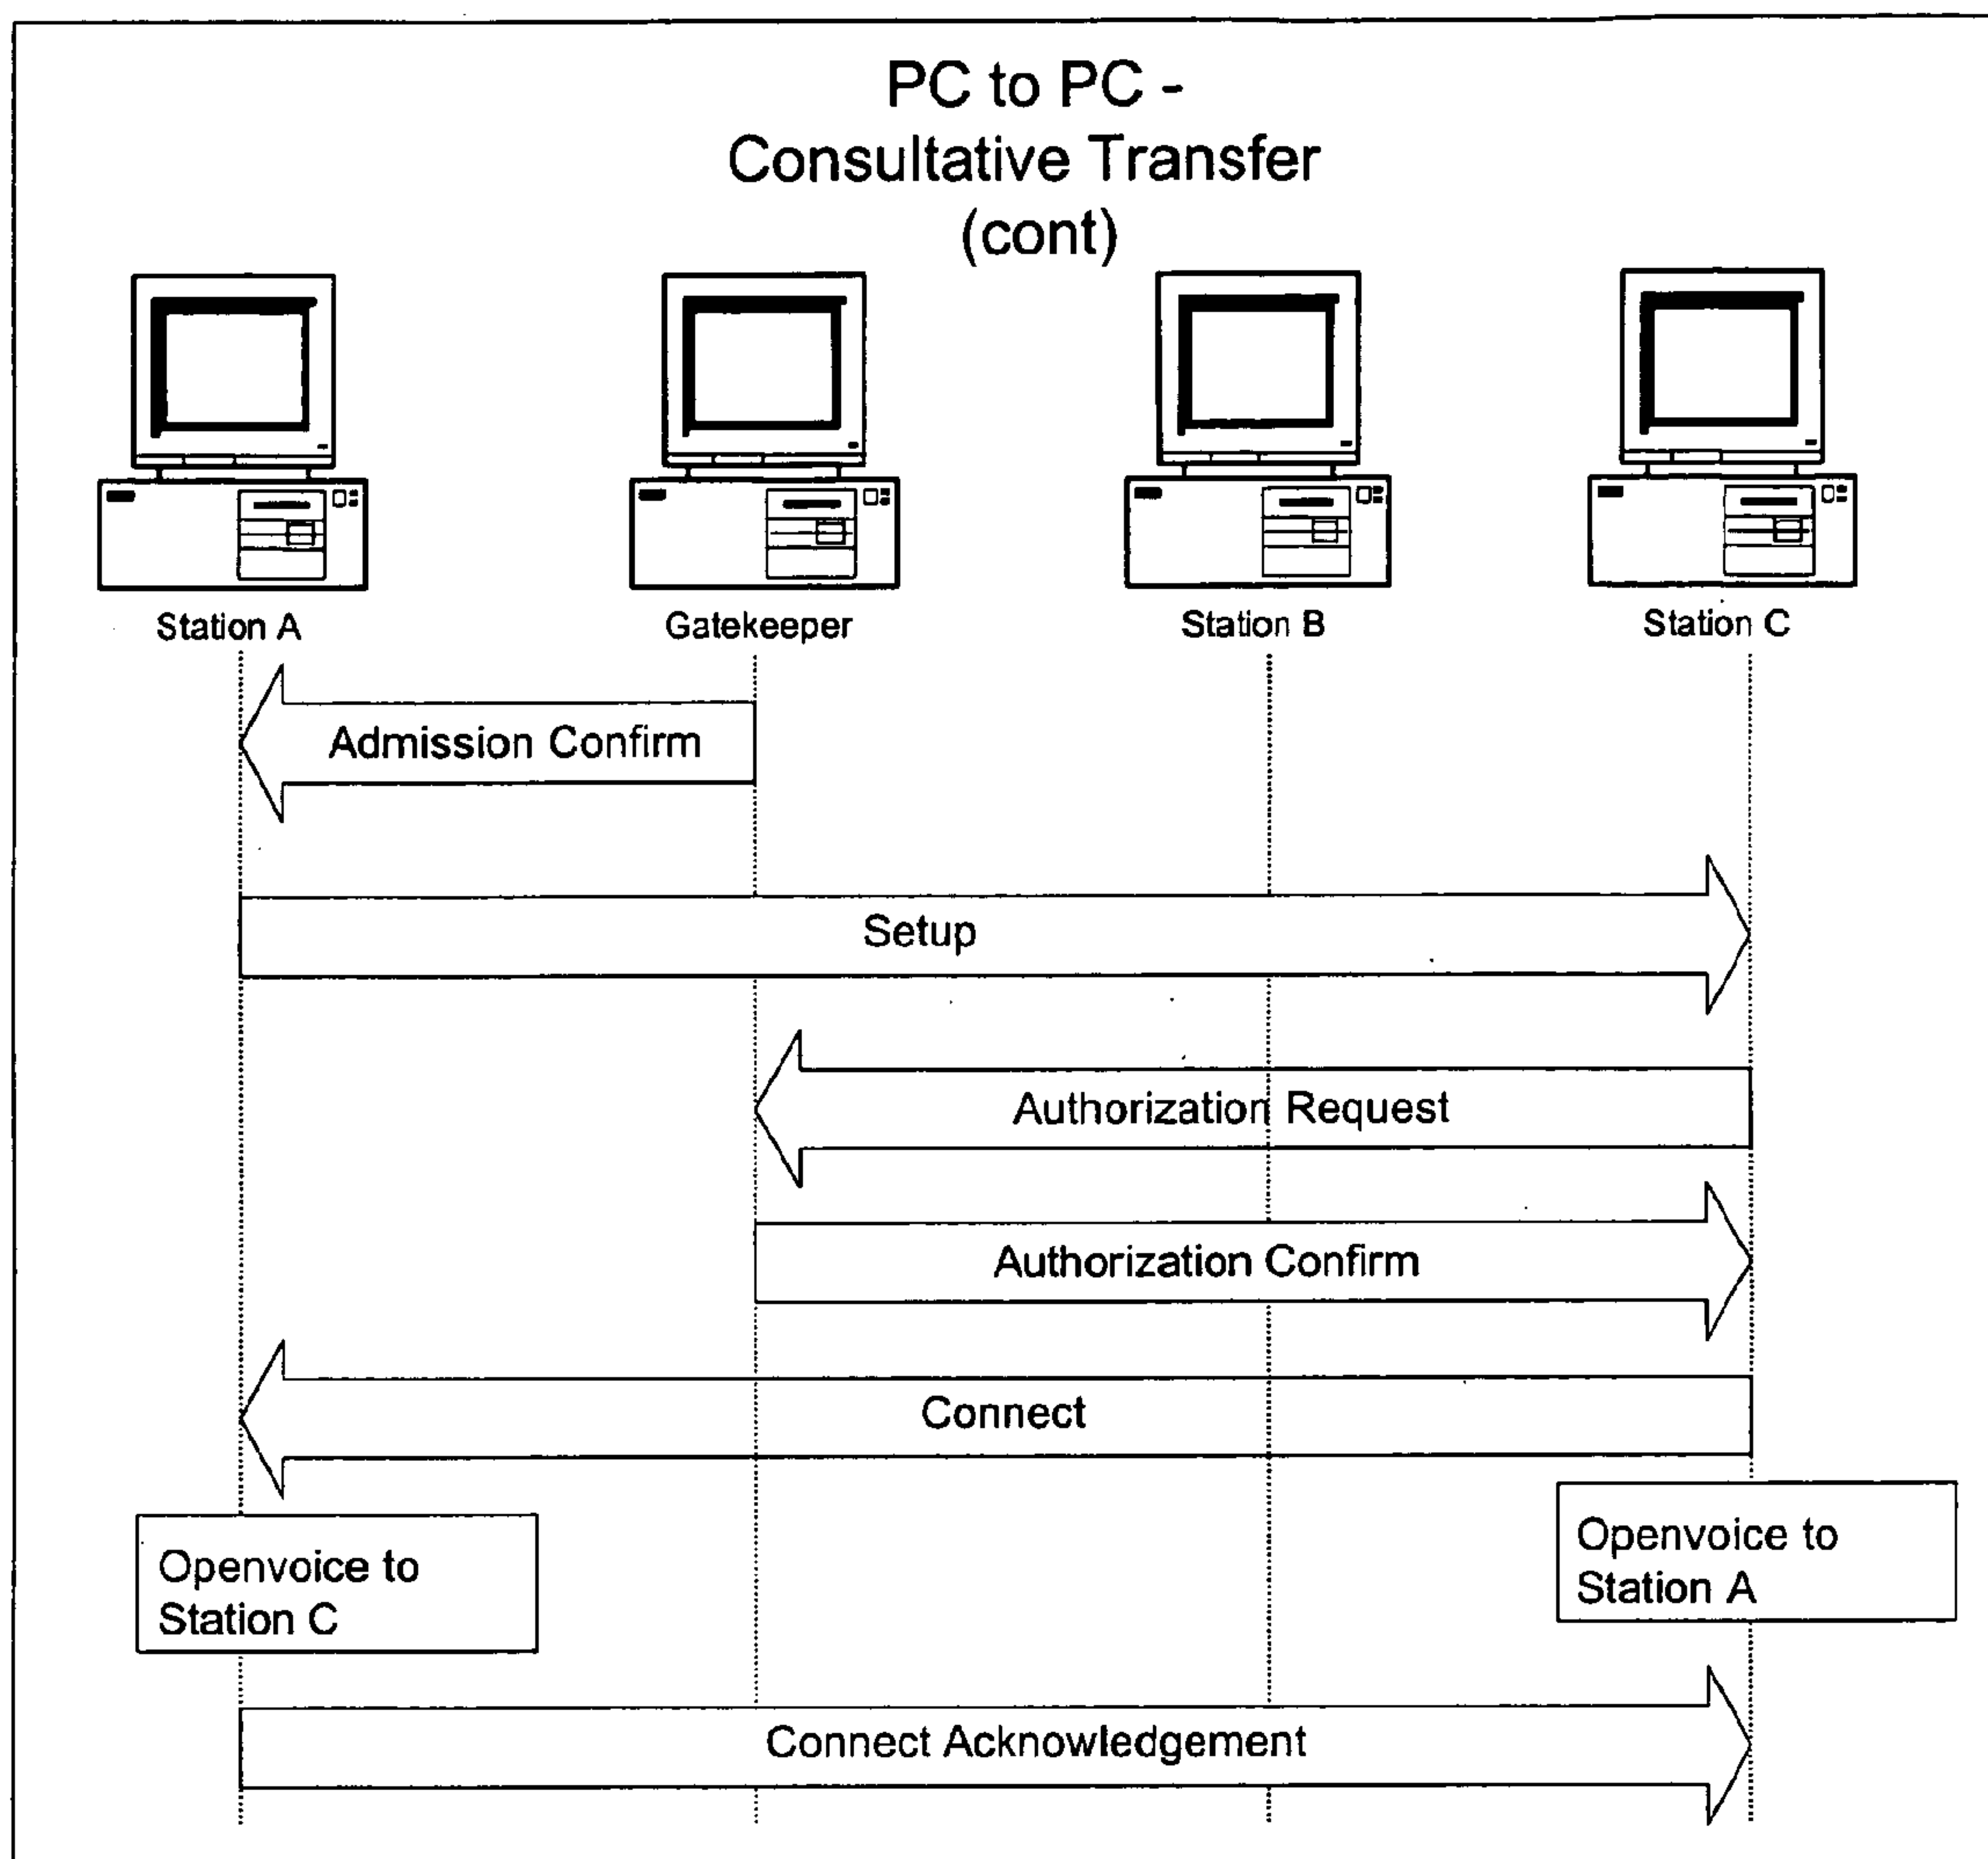 PC to PC -
Consultative Transfer
(cont)
Station A
Gatekeeper
Station B
Station C
Admission Confirm
Setup
Authorization Request
Authorization Confirm
Connect
Openvoice to
Station C
Openvoice to
Station A
Connect Acknowledgement